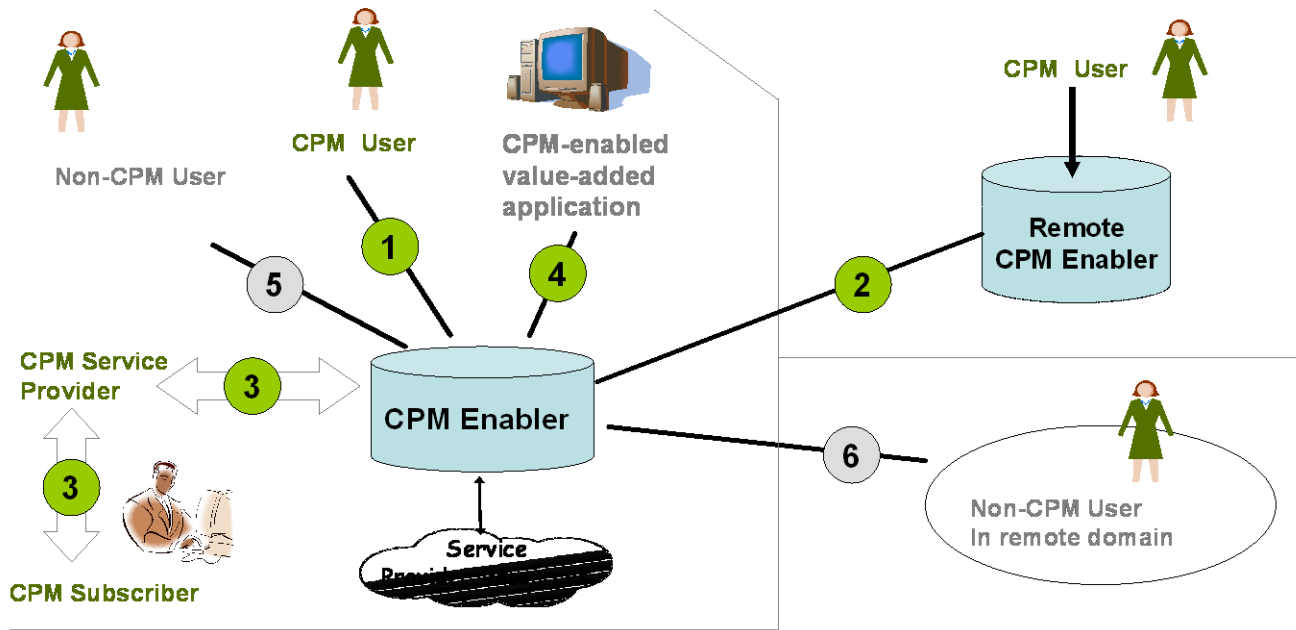 Non-CPM User
CPM User
CPM-enabled
value-added
application
CPM User
Remote
CPM Enabler
1
5
4
2
CPM Service
Provider
3
CPM Enabler
6
3
Non-CPM User
In remote domain
Service
CPM Subscriber